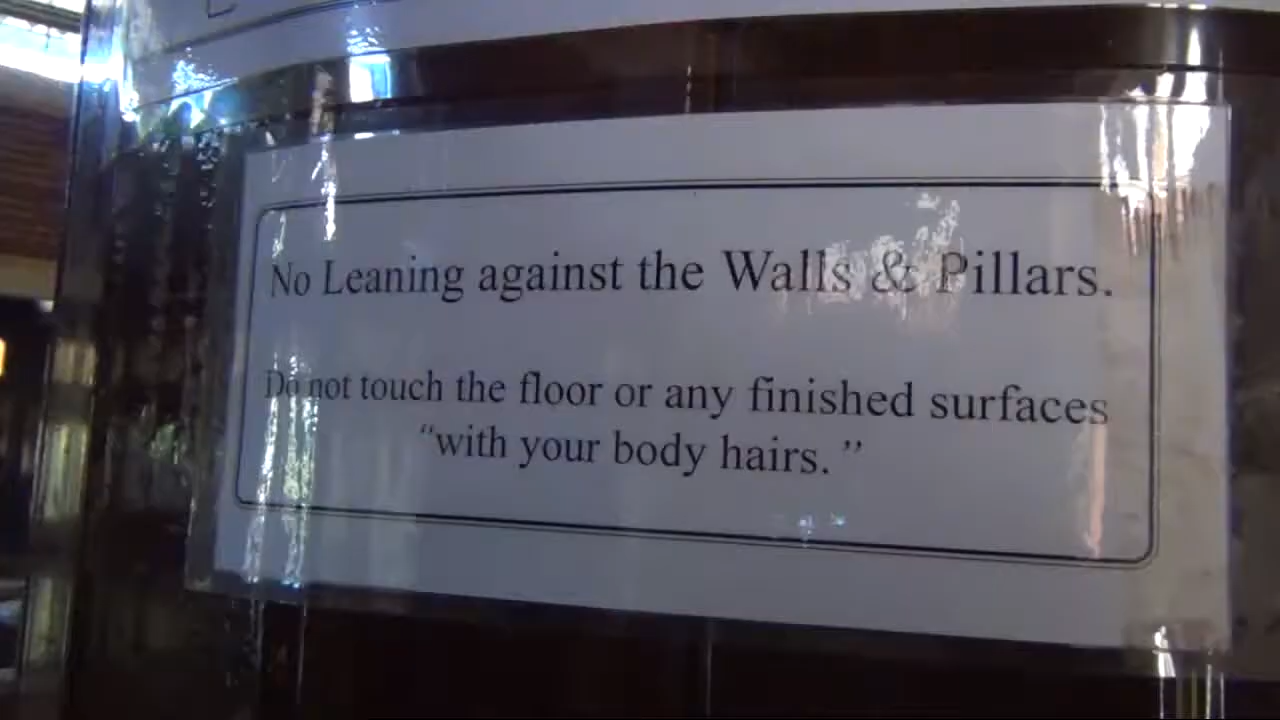 No Leaning against the Walls & Pillars.
Do not touch the floor or any finished surfaces
“with your body hairs. ”